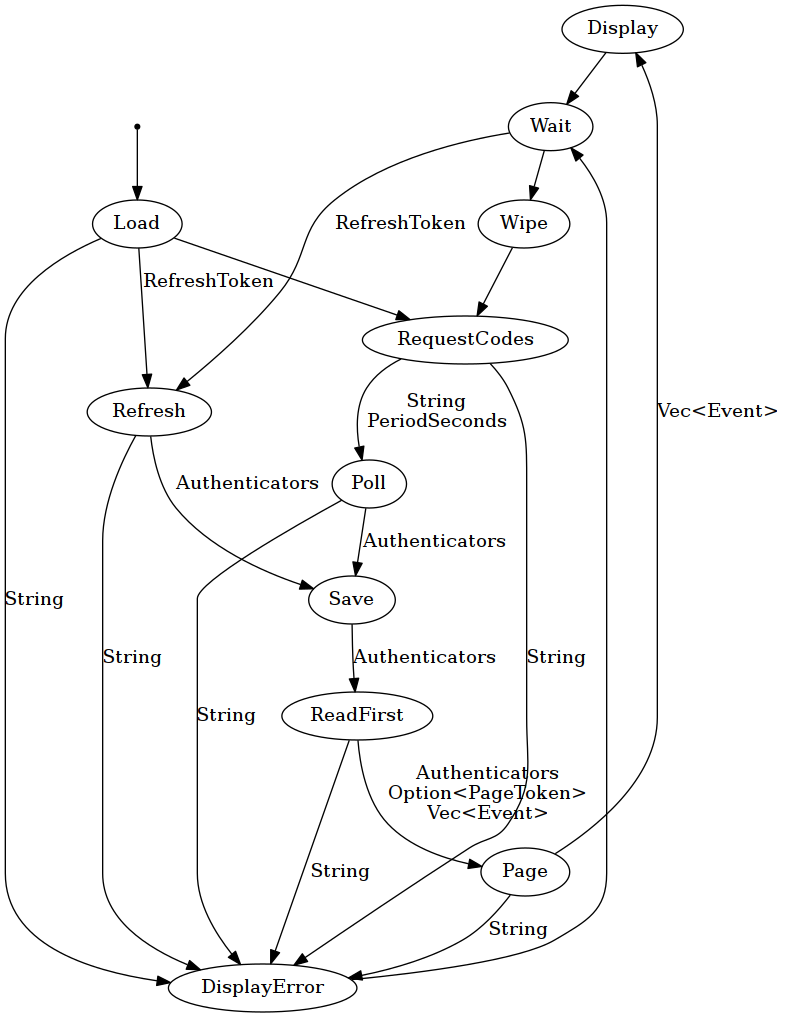 Display
Wait
Load
RefreshToken
Wipe
RefreshToken
RequestCodes
Refresh
String
PeriodSeconds
Vec<Event>
Authenticators
Poll
Authenticators
String
Save
String
Authenticators
String
String
ReadFirst
Authenticators
Option<PageToken>
Vec<Event>
String
Page
String
DisplayError